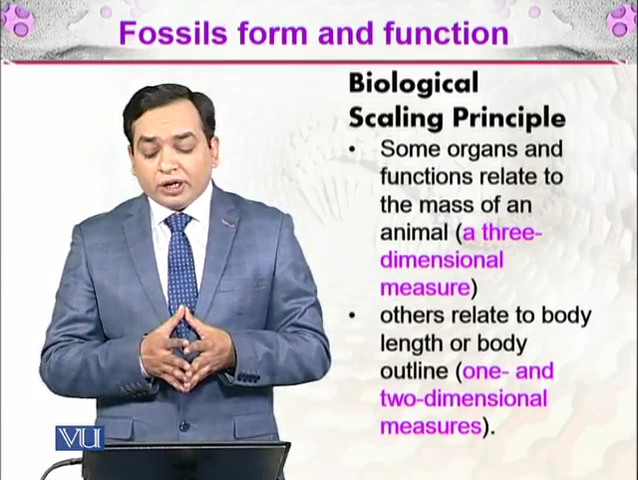 Fossils form and function
Biological
Scaling Principle
• Some organs and
functions relate to
the mass of an
animal (a three-
dimensional
measure)
• others relate to body
length or body
outline (one- and
two-dimensional
measures).
VU